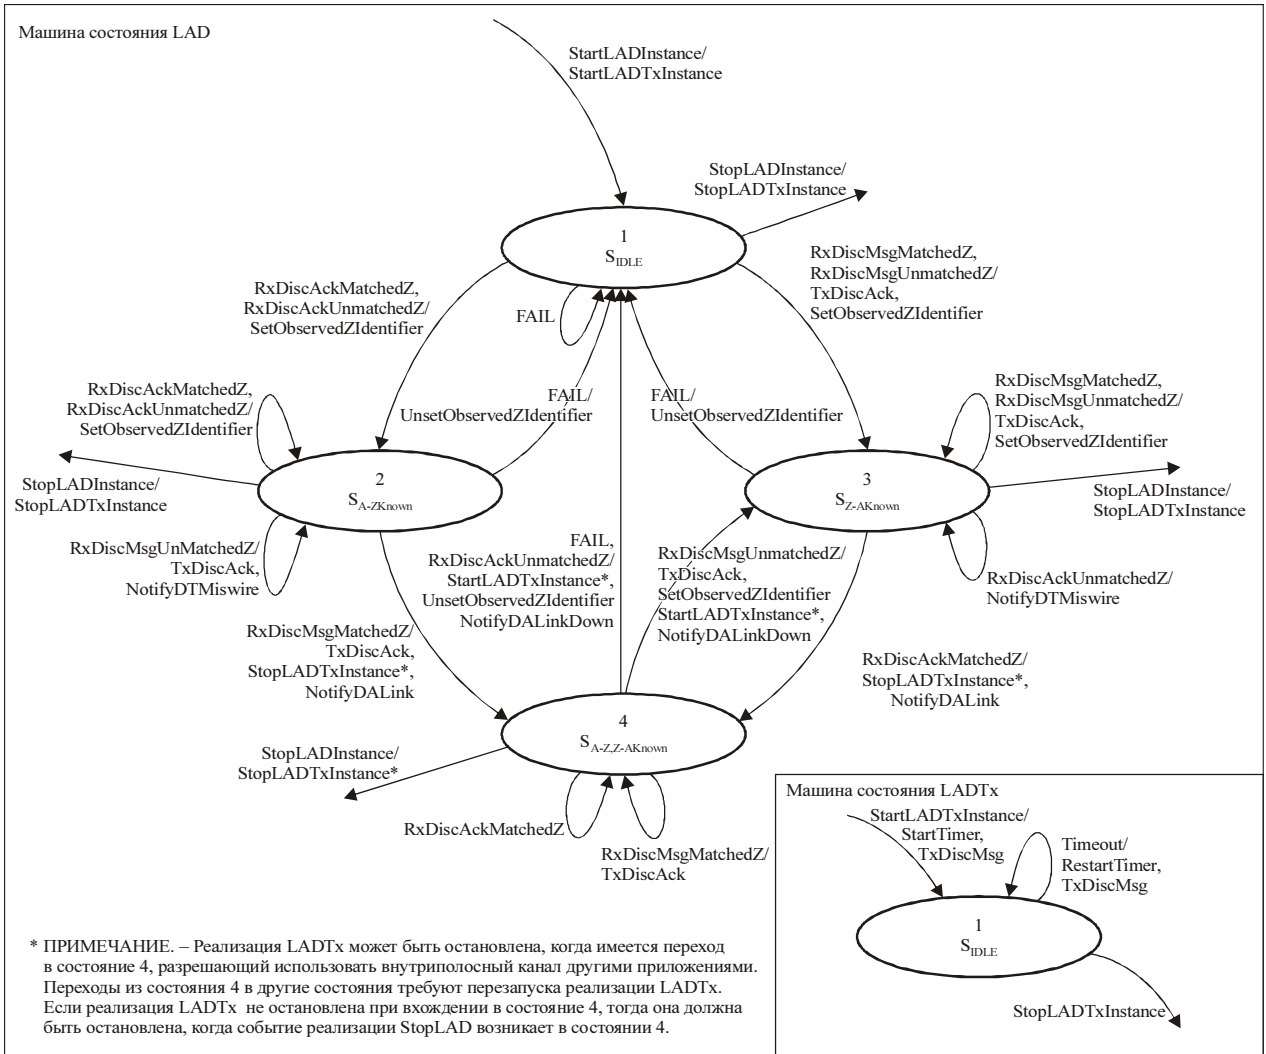 Машина состояния LAD
StartLADInstance/
StartLADTxInstance
StopLADInstance/
StopLADTxInstance
1
S_IDLE
RxDiscMsgMatchedZ,
RxDiscMsgUnmatchedZ/
TxDiscAck,
SetObservedZIdentifier
RxDiscAckMatchedZ,
RxDiscAckUnmatchedZ/
SetObservedZIdentifier
FAIL
RxDiscAckMatchedZ,
RxDiscAckUnmatchedZ/
SetObservedZIdentifier
FAIL/
UnsetObservedZIdentifier
FAIL/
UnsetObservedZIdentifier
RxDiscMsgMatchedZ,
RxDiscMsgUnmatchedZ/
TxDiscAck,
SetObservedZIdentifier
2
S_A-ZKnown
3
S_Z-AKnown
StopLADInstance/
StopLADTxInstance
StopLADInstance/
StopLADTxInstance
RxDiscMsgUnMatchedZ/
TxDiscAck,
NotifyDTMiswire
FAIL,
RxDiscAckUnmatchedZ/
StartLADTxInstance*,
UnsetObservedZIdentifier
NotifyDALinkDown
RxDiscMsgUnmatchedZ/
TxDiscAck,
SetObservedZIdentifier
StartLADTxInstance*,
NotifyDALinkDown
RxDiscAckUnmatchedZ/
NotifyDTMiswire
RxDiscMsgMatchedZ/
TxDiscAck,
StopLADTxInstance*,
NotifyDALink
RxDiscAckMatchedZ/
StopLADTxInstance*,
NotifyDALink
4
S_A-Z,Z-AKnown
StopLADInstance/
StopLADTxInstance*
RxDiscAckMatchedZ
RxDiscMsgMatchedZ/
TxDiscAck
Машина состояния LADTx
StartLADTxInstance/
StartTimer,
TxDiscMsg
Timeout/
RestartTimer,
TxDiscMsg
1
S_IDLE
StopLADTxInstance
* ПРИМЕЧАНИЕ. – Реализация LADTx может быть остановлена, когда имеется переход
в состояние 4, разрешающий использовать внутриполосный канал другими приложениями.
Переходы из состояния 4 в другие состояния требуют перезапуска реализации LADTx.
Если реализация LADTx не остановлена при вхождении в состояние 4, тогда она должна
быть остановлена, когда событие реализации StopLAD возникает в состоянии 4.